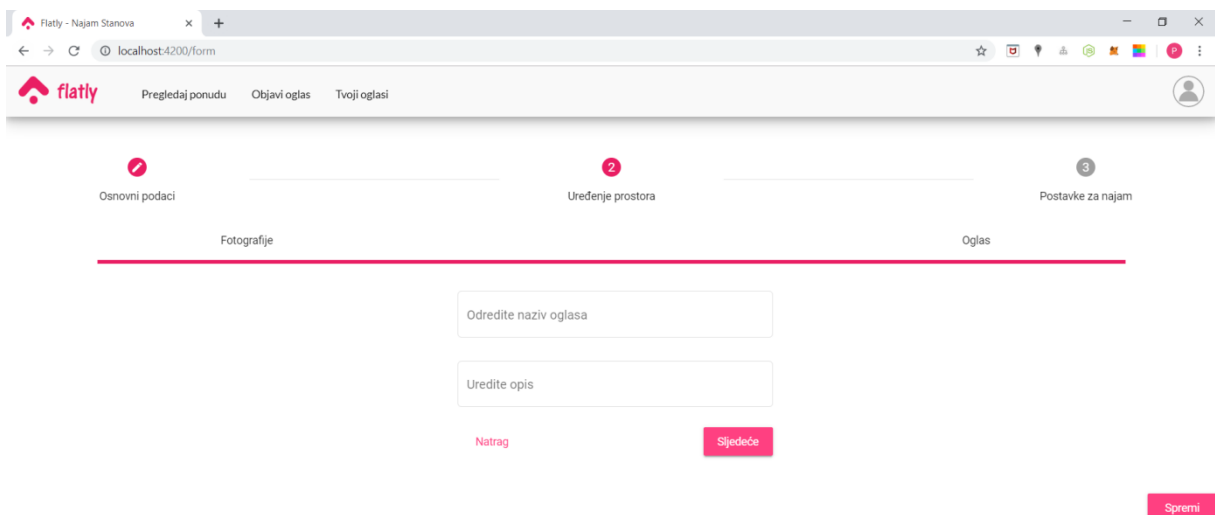 Flatly - Najam Stanova
localhost:4200/form
P
flatly Pregledaj ponudu Objavi oglas Tvoji oglasi
2 3
Osnovni podaci Uređenje prostora Postavke za najam
Fotografije Oglas
Odredite naziv oglasa
Uredite opis
Natrag Sljedeće
Spremi